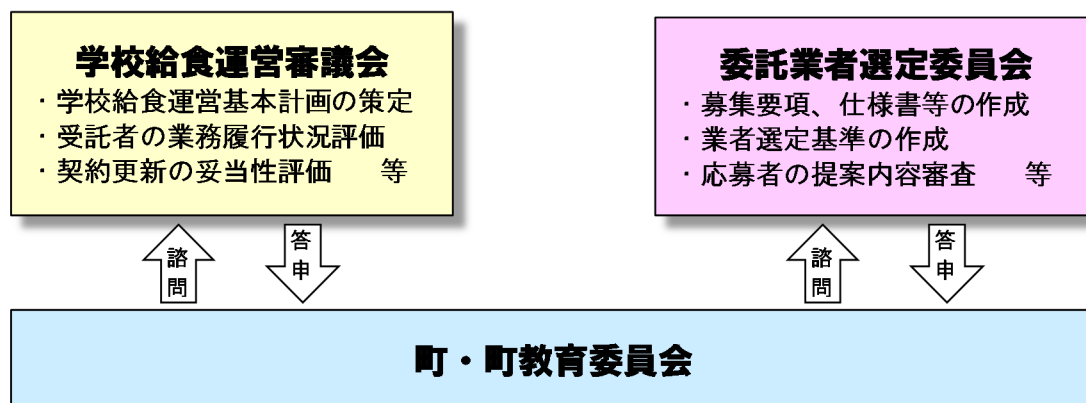 学校給食運営審議会
・学校給食運営基本計画の策定
・受託者の業務履行状況評価
・契約更新の妥当性評価　等
委託業者選定委員会
・募集要項、仕様書等の作成
・業者選定基準の作成
・応募者の提案内容審査　等
諮問
答申
諮問
答申
町・町教育委員会